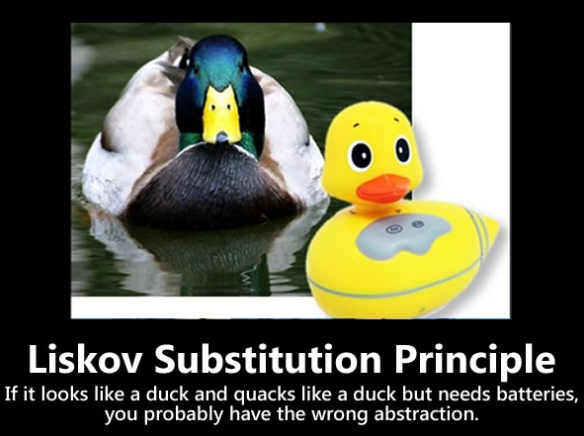 Liskov Substitution Principle
If it looks like a duck and quacks like a duck but needs batteries,
you probably have the wrong abstraction.